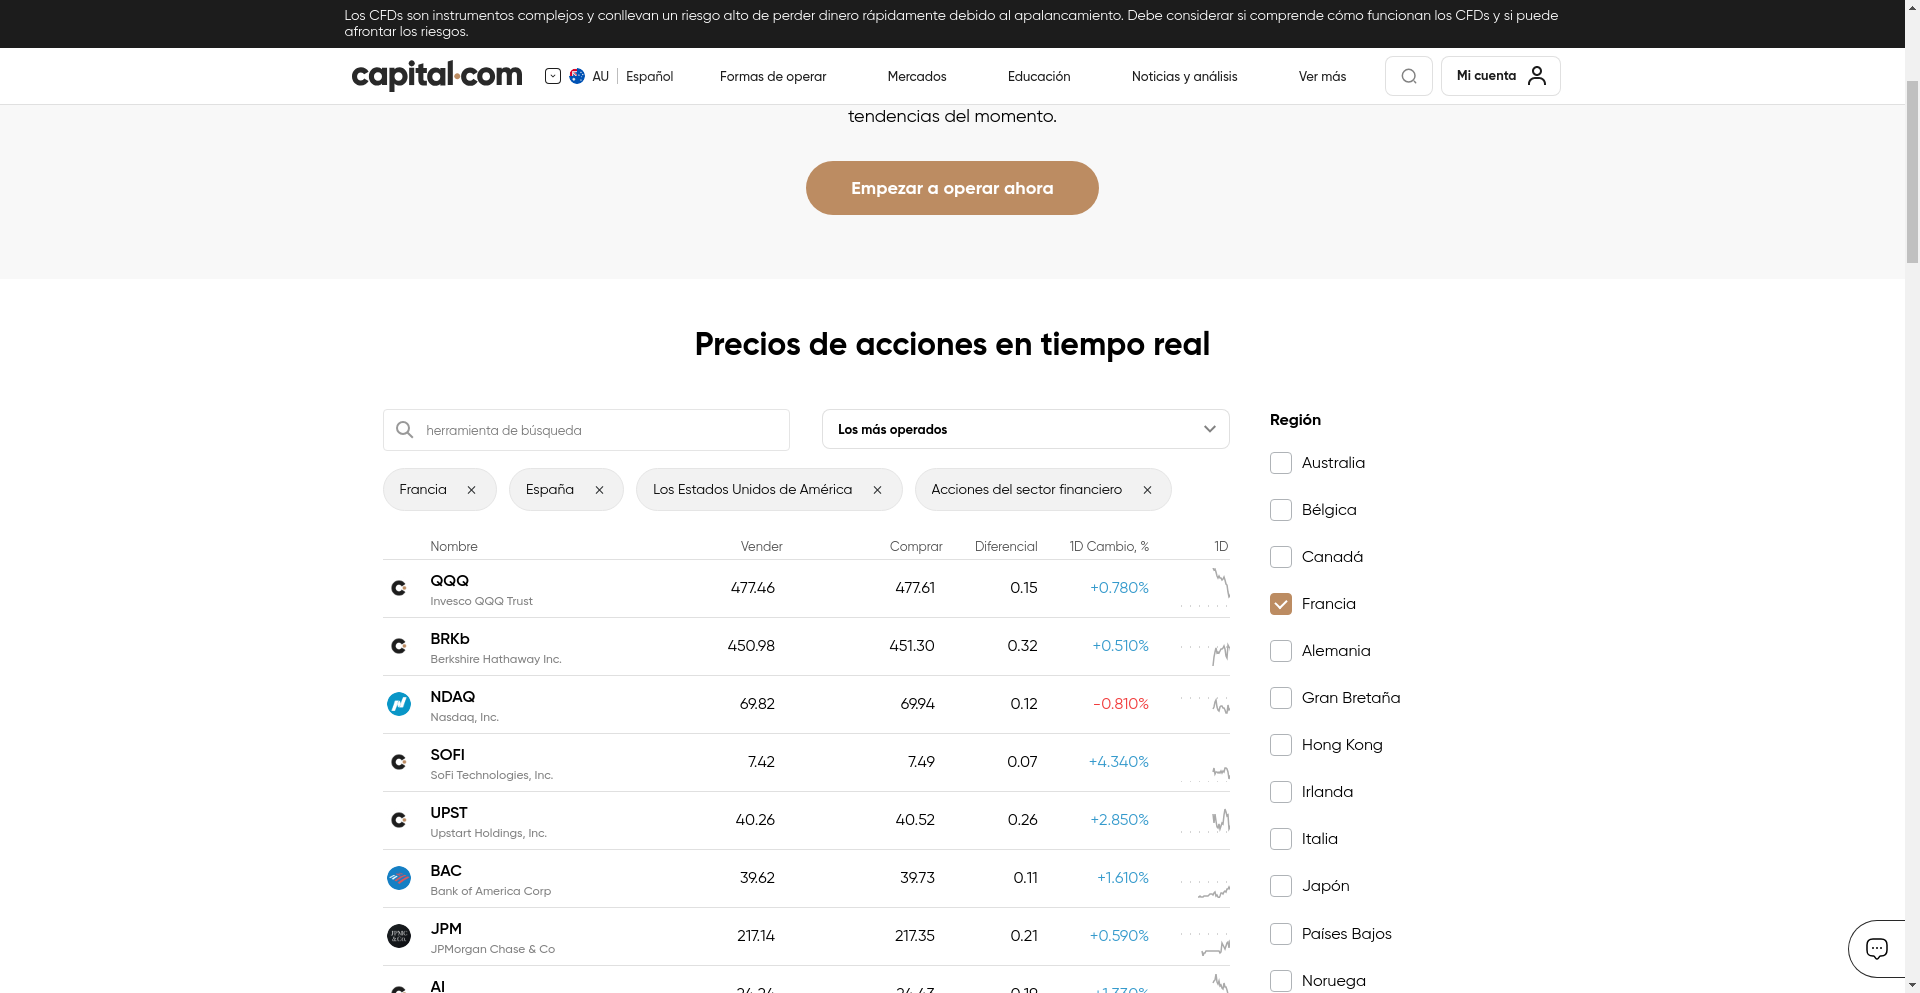 Los CFDs son instrumentos complejos y conllevan un riesgo alto de perder dinero rápidamente debido al apalancamiento. Debe considerar si comprende cómo funcionan los CFDs y si puede
afrontar los riesgos.
capital.com
AU Español
Formas de operar
Mercados
Educación
Noticias y análisis
Ver más
Mi cuenta
tendencias del momento.
Empezar a operar ahora
Precios de acciones en tiempo real
herramienta de búsqueda
Los más operados
Francia
España
Los Estados Unidos de América
Acciones del sector financiero
Nombre Vender Comprar Diferencial 1D Cambio, % 1D
QQQ 477.46 477.61 0.15 +0.780%
Invesco QQQ Trust
BRKb 450.98 451.30 0.32 +0.510%
Berkshire Hathaway Inc.
NDAQ 69.82 69.94 0.12 -0.810%
Nasdaq, Inc.
SOFI 7.42 7.49 0.07 +4.340%
SoFi Technologies, Inc.
UPST 40.26 40.52 0.26 +2.850%
Upstart Holdings, Inc.
BAC 39.62 39.73 0.11 +1.610%
Bank of America Corp
JPM 217.14 217.35 0.21 +0.590%
JPMorgan Chase & Co
AI
Región
Australia
Bélgica
Canadá
Francia
Alemania
Gran Bretaña
Hong Kong
Irlanda
Italia
Japón
Países Bajos
Noruega